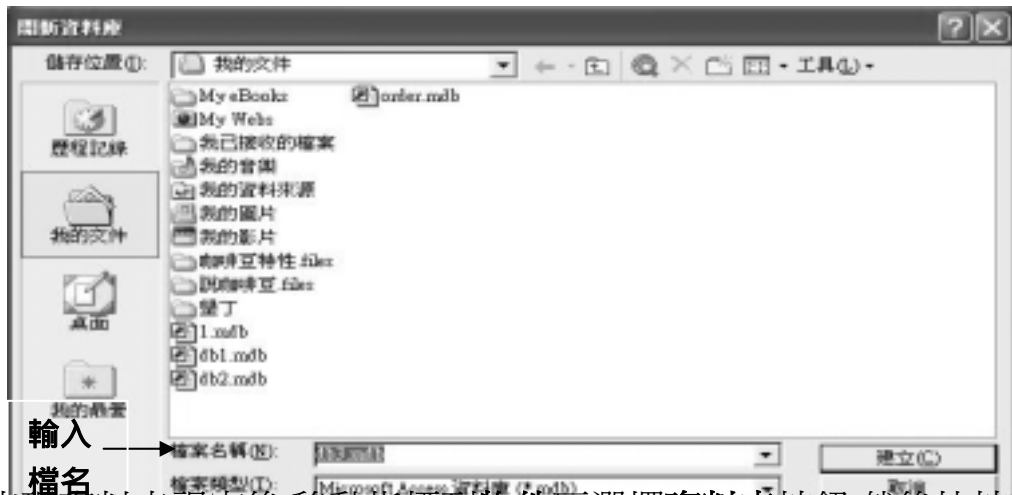 開新資料庫
儲存位置(I):
我的文件
工具(L)
歷程記錄
我的文件
桌面
我的最愛
My eBooks
My Webs
我已接收的檔案
我的音樂
我的資料來源
我的圖片
我的影片
咖啡豆特性.files
説咖啡豆.files
墾丁
1.mdb
db1.mdb
db2.mdb
order.mdb
輸入
檔名
檔案名稱(N):
建立(C)
檔案類型(T):
Microsoft Access 資料庫 (*.mdb)
取消